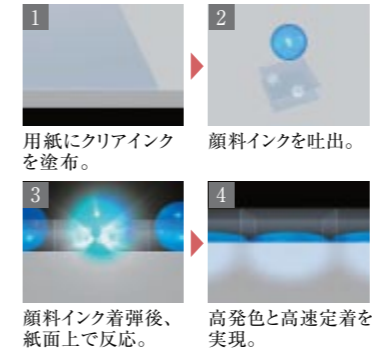 1
用紙にクリアインク
を塗布。
2
顔料インクを吐出。
3
顔料インク着弾後、
紙面上で反応。
4
高発色と高速定着を
実現。